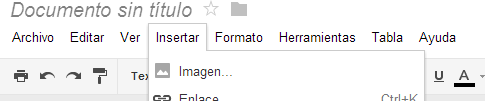 Documento sin título
Archivo Editar Ver Insertar Formato Herramientas Tabla Ayuda
Imagen...
U A
Enlace Ctrl+K